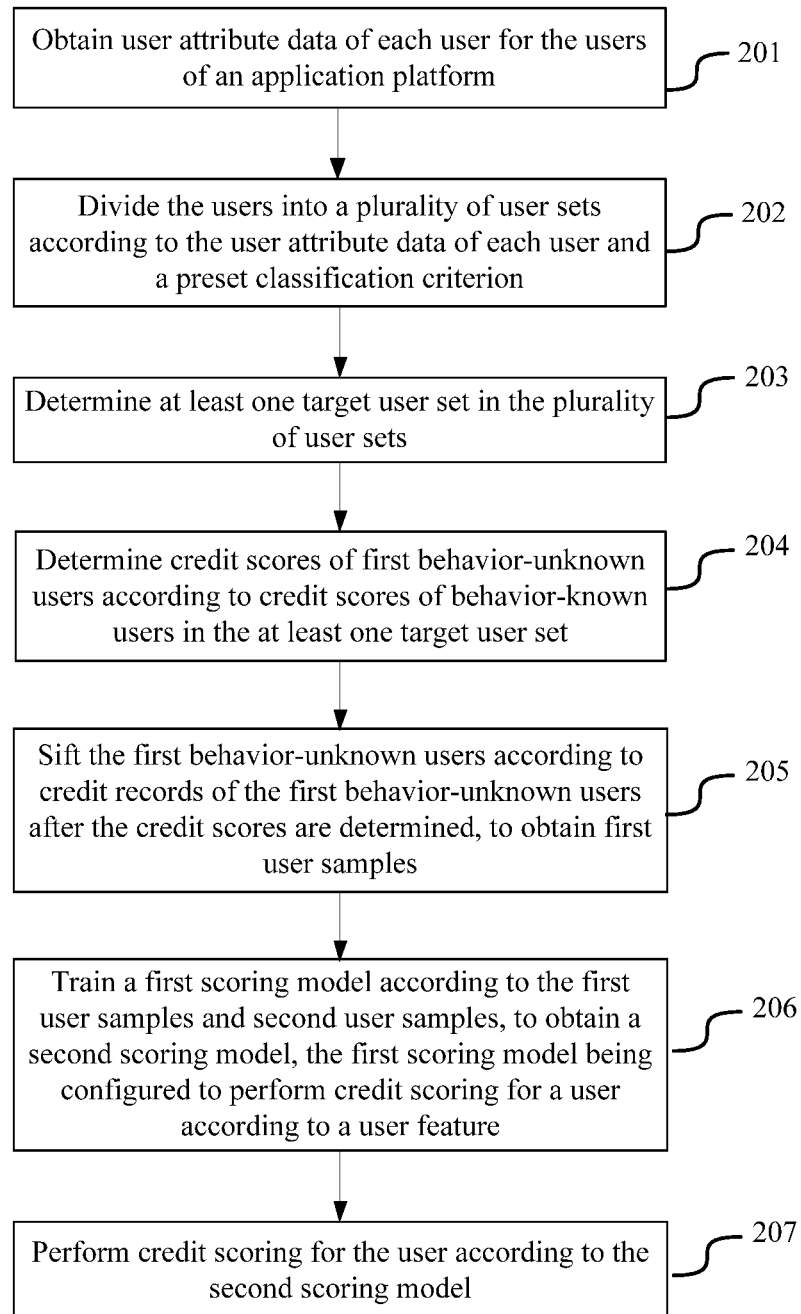 Obtain user attribute data of each user for the users
of an application platform
201
Divide the users into a plurality of user sets
according to the user attribute data of each user and
a preset classification criterion
202
Determine at least one target user set in the plurality
of user sets
203
Determine credit scores of first behavior-unknown
users according to credit scores of behavior-known
users in the at least one target user set
204
Sift the first behavior-unknown users according to
credit records of the first behavior-unknown users
after the credit scores are determined, to obtain first
user samples
205
Train a first scoring model according to the first
user samples and second user samples, to obtain a
second scoring model, the first scoring model being
configured to perform credit scoring for a user
according to a user feature
206
Perform credit scoring for the user according to the
second scoring model
207